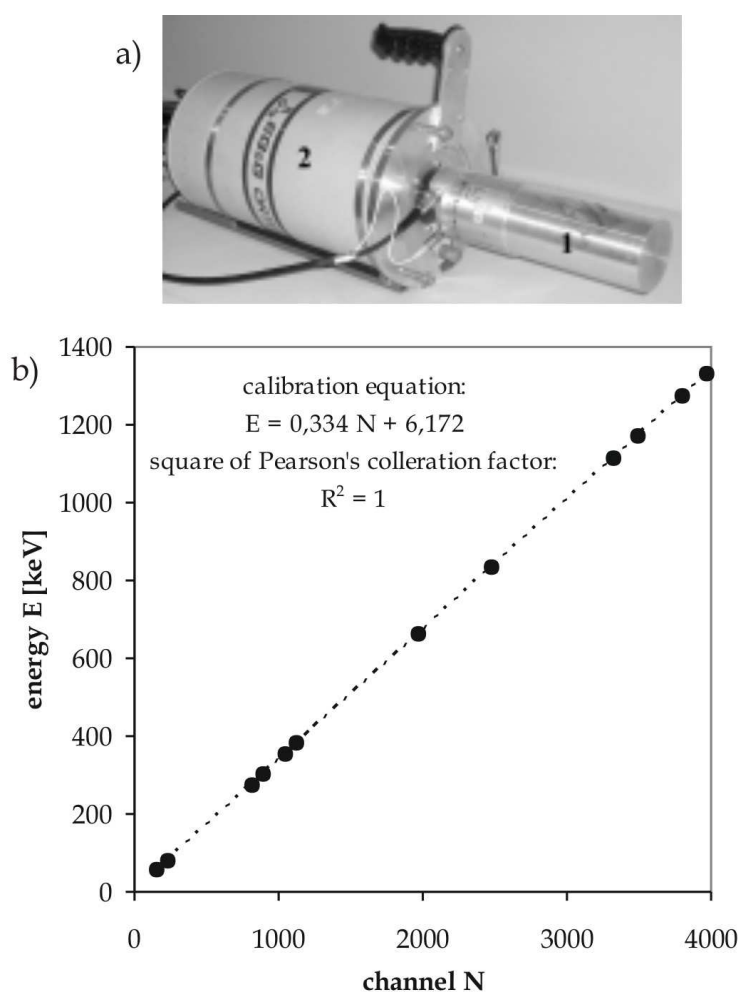 a)
2
1
b)
1400
1200
1000
800
600
400
200
0
energy E [keV]
calibration equation:
E = 0,334 N + 6,172
square of Pearson's colleration factor:
R² = 1
0
1000
2000
3000
4000
channel N